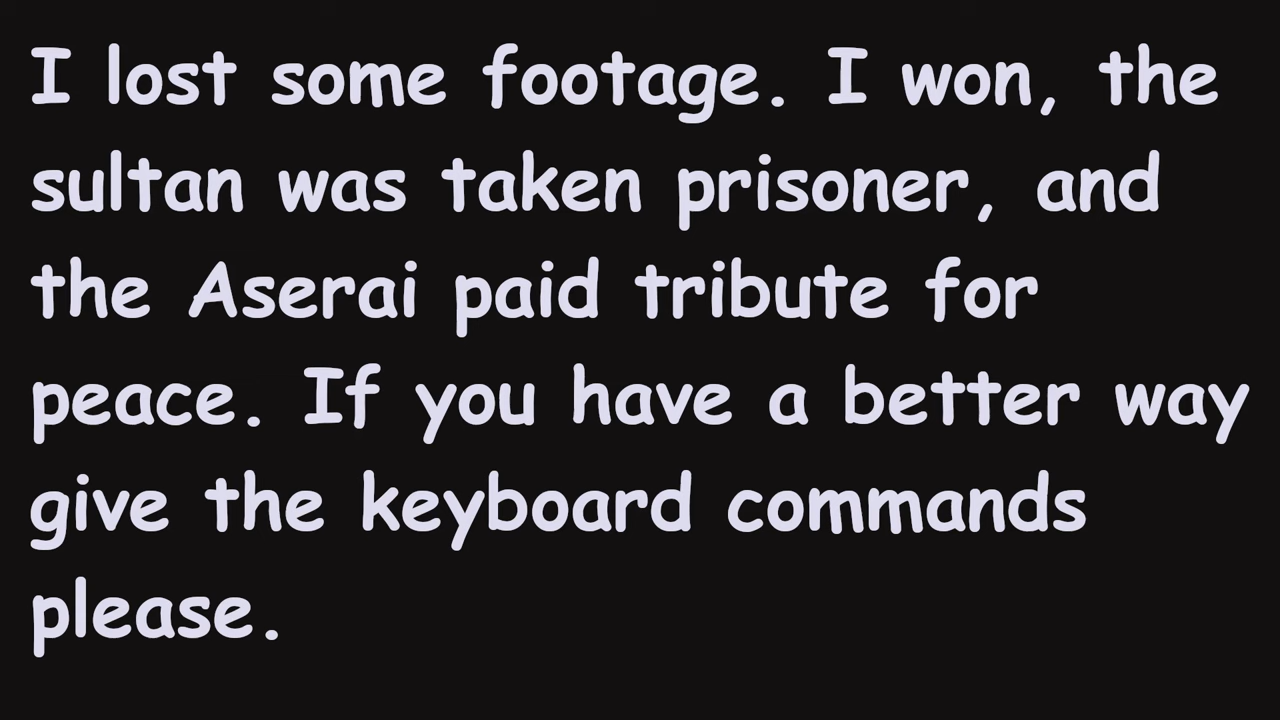 I lost some footage. I won, the
sultan was taken prisoner, and
the Aserai paid tribute for
peace. If you have a better way
give the keyboard commands
please.